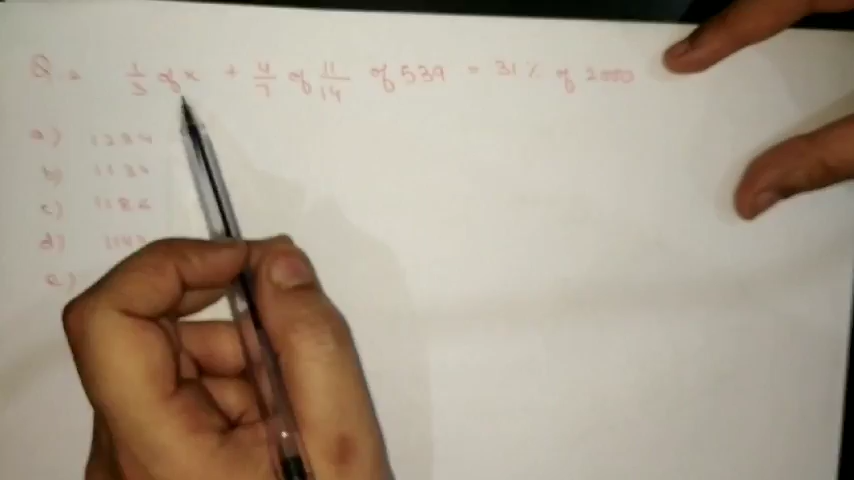 Q = 1/3 of x + 4/7 of 11/14 of 539 = 31% of 2000
a) 1234
b) 1134
c) 1186
d)
e)